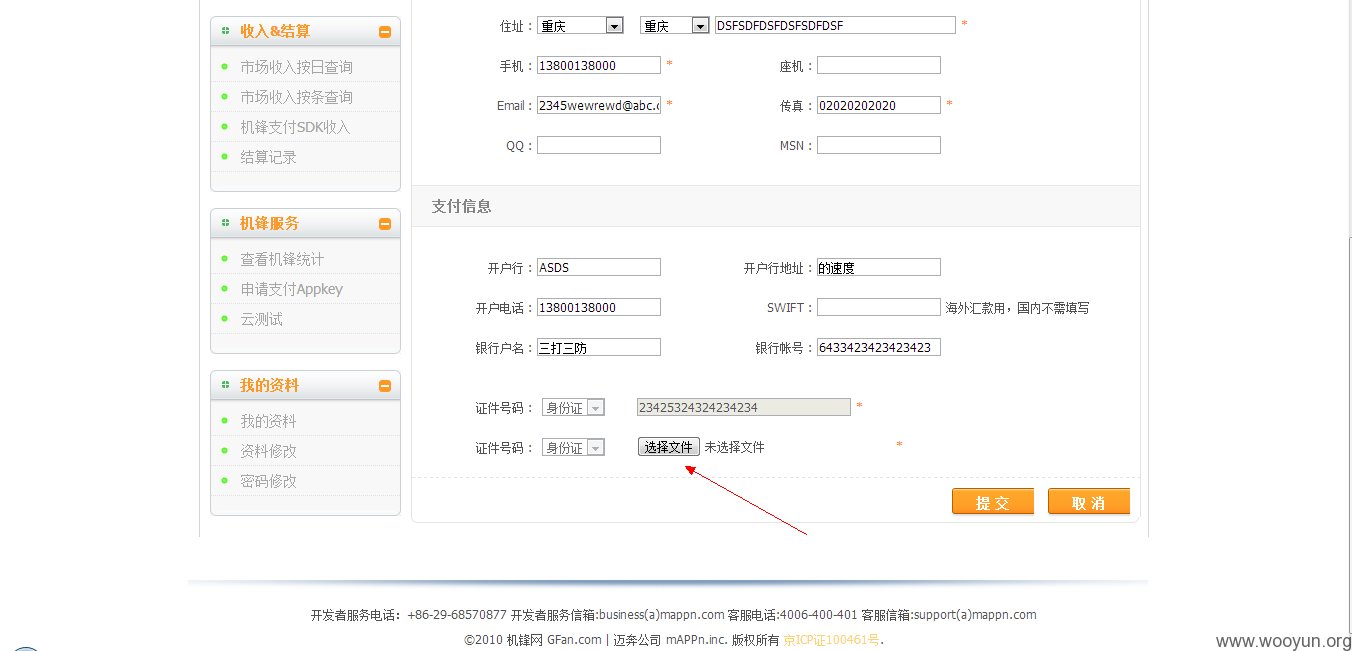 收入&结算
市场收入按日查询
市场收入按条查询
机锋支付SDK收入
结算记录
机锋服务
查看机锋统计
申请支付Appkey
云测试
我的资料
我的资料
资料修改
密码修改
住址： 重庆 重庆 DSFSDFDSFDSFSDFDSF *
手机： 13800138000 * 座机：
Email： 2345wewrewd@abc.c * 传真： 02020202020 *
QQ： MSN：
支付信息
开户行： ASDS 开户行地址： 的速度
开户电话： 13800138000 SWIFT： 海外汇款用，国内不需填写
银行户名： 三打三防 银行帐号： 6433423423423423
证件号码： 身份证 23425324324234234 *
证件号码： 身份证 选择文件 未选择文件 *
提 交 取 消
开发者服务电话：+86-29-68570877 开发者服务信箱:business(a)mappn.com 客服电话:4006-400-401 客服信箱:support(a)mappn.com
©2010 机锋网 GFan.com | 迈奔公司 mAPPn.inc. 版权所有 京ICP证100461号.
www.wooyun.org